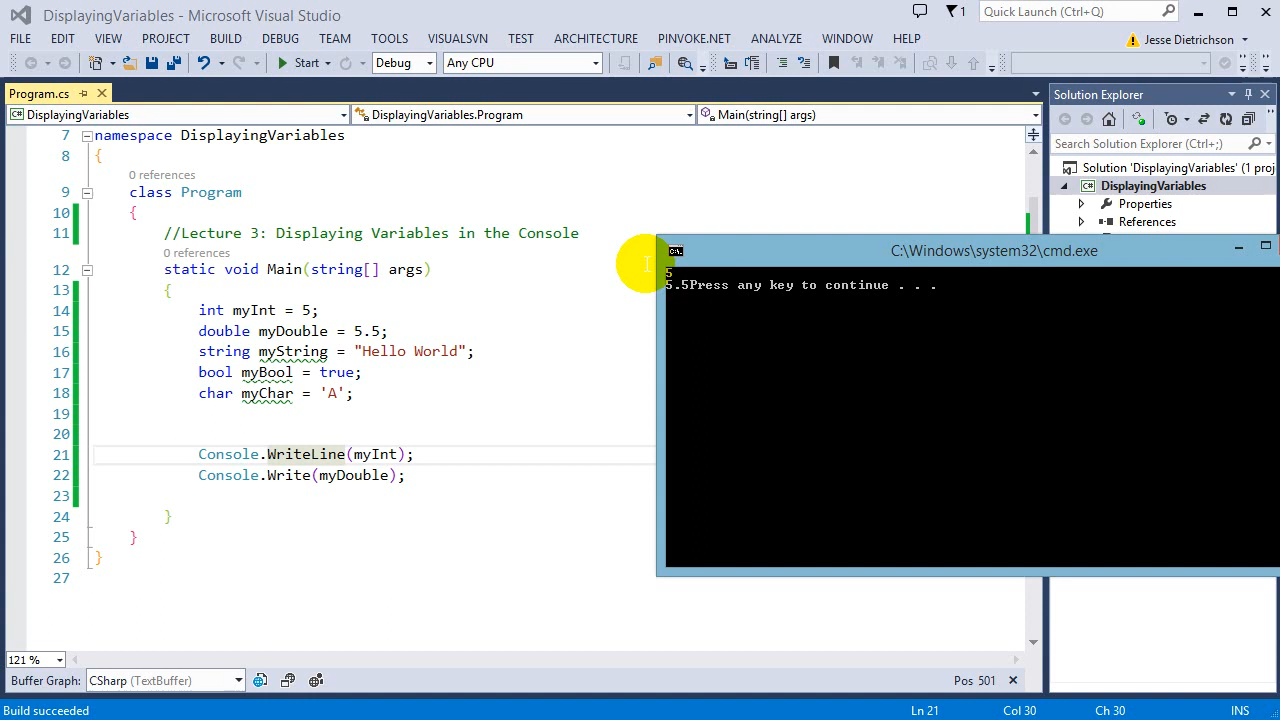 DisplayingVariables - Microsoft Visual Studio
1
Quick Launch (Ctrl+Q)
FILE EDIT VIEW PROJECT BUILD DEBUG TEAM TOOLS VISUALSVN TEST ARCHITECTURE PINVOKE.NET ANALYZE WINDOW HELP
Jesse Dietrichson
Start Debug Any CPU
Program.cs
Solution Explorer
DisplayingVariables DisplayingVariables.Program Main(string[] args)
Search Solution Explorer (Ctrl+;)
Solution 'DisplayingVariables' (1 proj
DisplayingVariables
Properties
References
7 namespace DisplayingVariables
8 {
0 references
9 class Program
10 {
11 //Lecture 3: Displaying Variables in the Console
0 references
12 static void Main(string[] args)
13 {
14 int myInt = 5;
15 double myDouble = 5.5;
16 string myString = "Hello World";
17 bool myBool = true;
18 char myChar = 'A';
19
20
21 Console.WriteLine(myInt);
22 Console.Write(myDouble);
23
24 }
25 }
26 }
27
C:\Windows\system32\cmd.exe
5
5.5Press any key to continue . . .
121 %
Buffer Graph: CSharp (TextBuffer) Pos 501
Build succeeded Ln 21 Col 30 Ch 30 INS